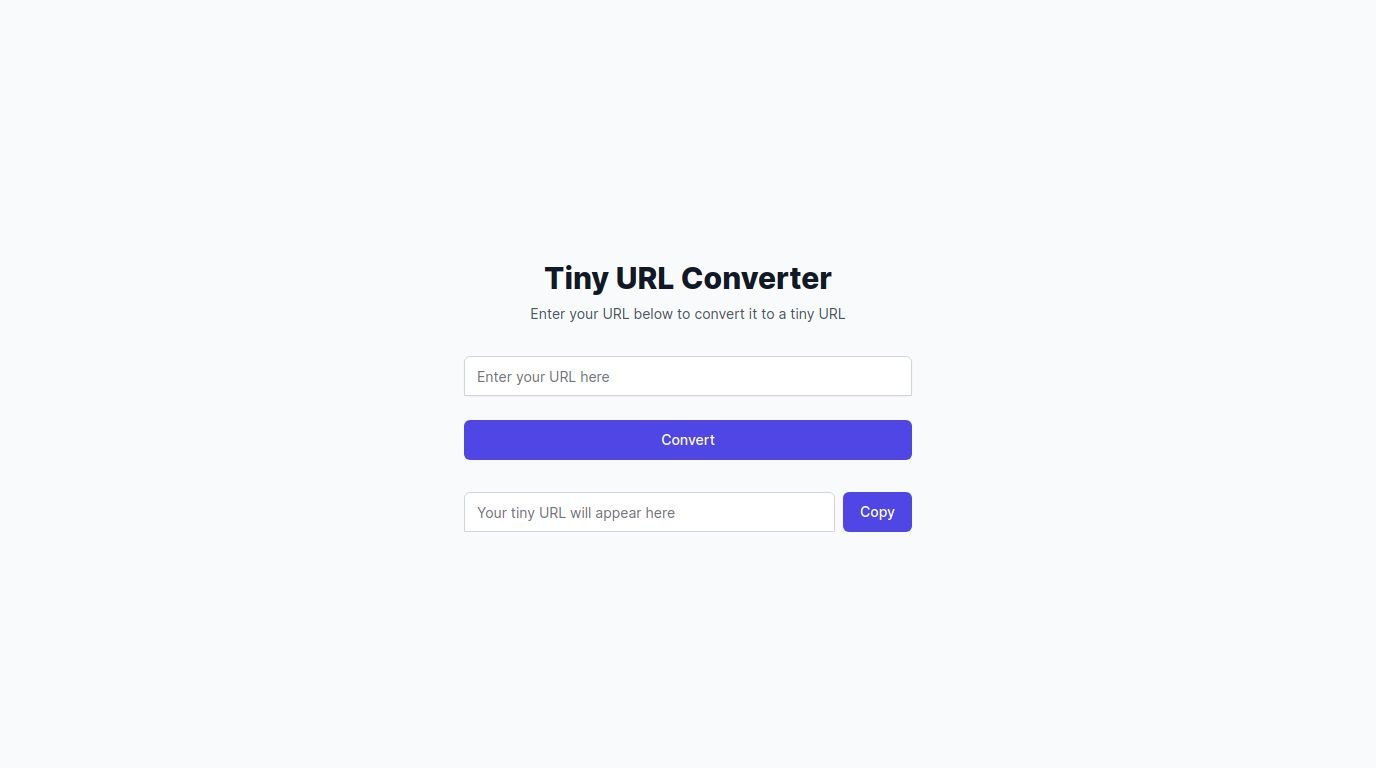 Tiny URL Converter
Enter your URL below to convert it to a tiny URL
Enter your URL here
Convert
Your tiny URL will appear here
Copy